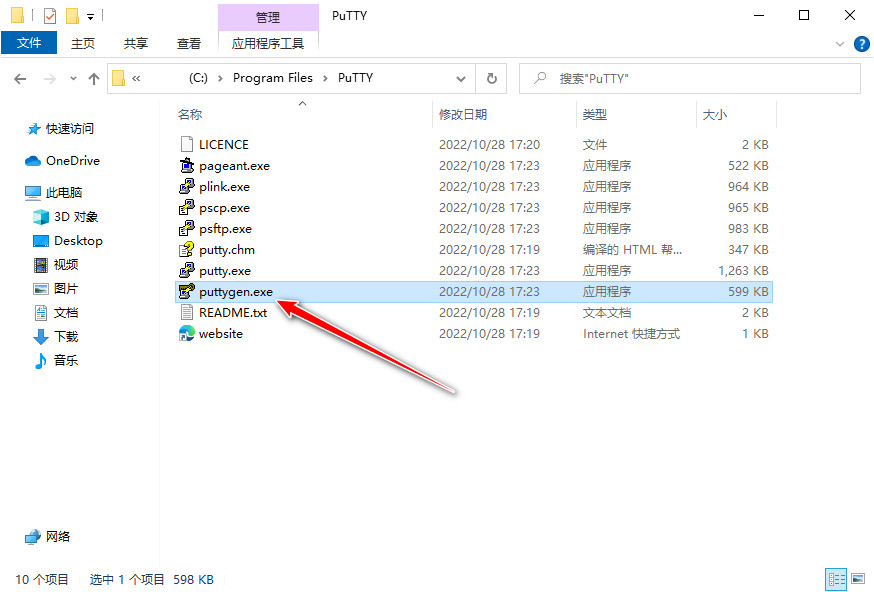 管理 PuTTY
文件 主页 共享 查看 应用程序工具
« (C:) › Program Files › PuTTY 搜索"PuTTY"
名称 修改日期 类型 大小
快速访问
OneDrive
此电脑
3D 对象
Desktop
视频
图片
文档
下载
音乐
网络
LICENCE 2022/10/28 17:20 文件 2 KB
pageant.exe 2022/10/28 17:23 应用程序 522 KB
plink.exe 2022/10/28 17:23 应用程序 964 KB
pscp.exe 2022/10/28 17:23 应用程序 965 KB
psftp.exe 2022/10/28 17:23 应用程序 983 KB
putty.chm 2022/10/28 17:19 编译的 HTML 帮... 347 KB
putty.exe 2022/10/28 17:23 应用程序 1,263 KB
puttygen.exe 2022/10/28 17:23 应用程序 599 KB
README.txt 2022/10/28 17:19 文本文档 2 KB
website 2022/10/28 17:19 Internet 快捷方式 1 KB
10 个项目 选中 1 个项目 598 KB